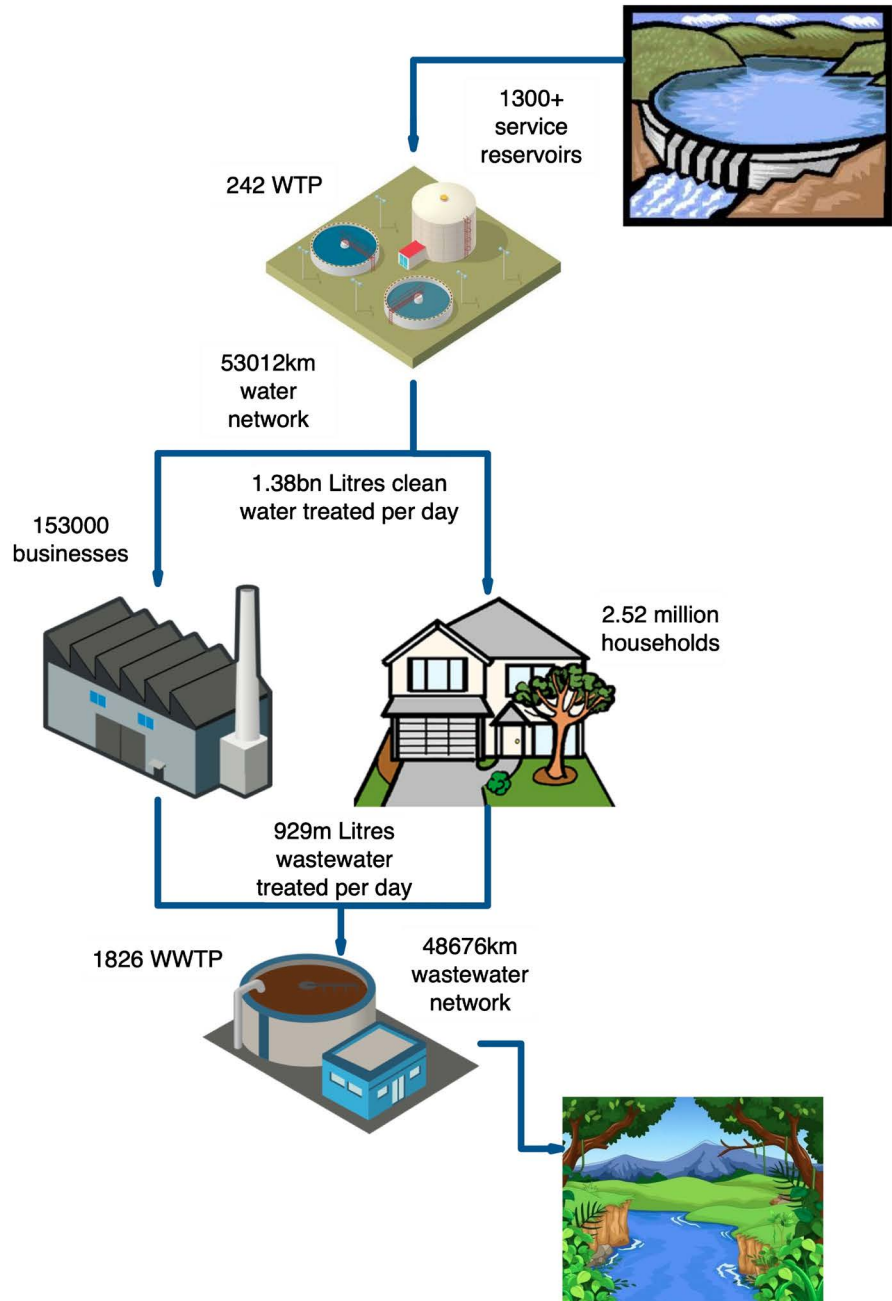 1300+
service
reservoirs
242 WTP
53012km
water
network
1.38bn Litres clean
water treated per day
153000
businesses
2.52 million
households
929m Litres
wastewater
treated per day
1826 WWTP
48676km
wastewater
network